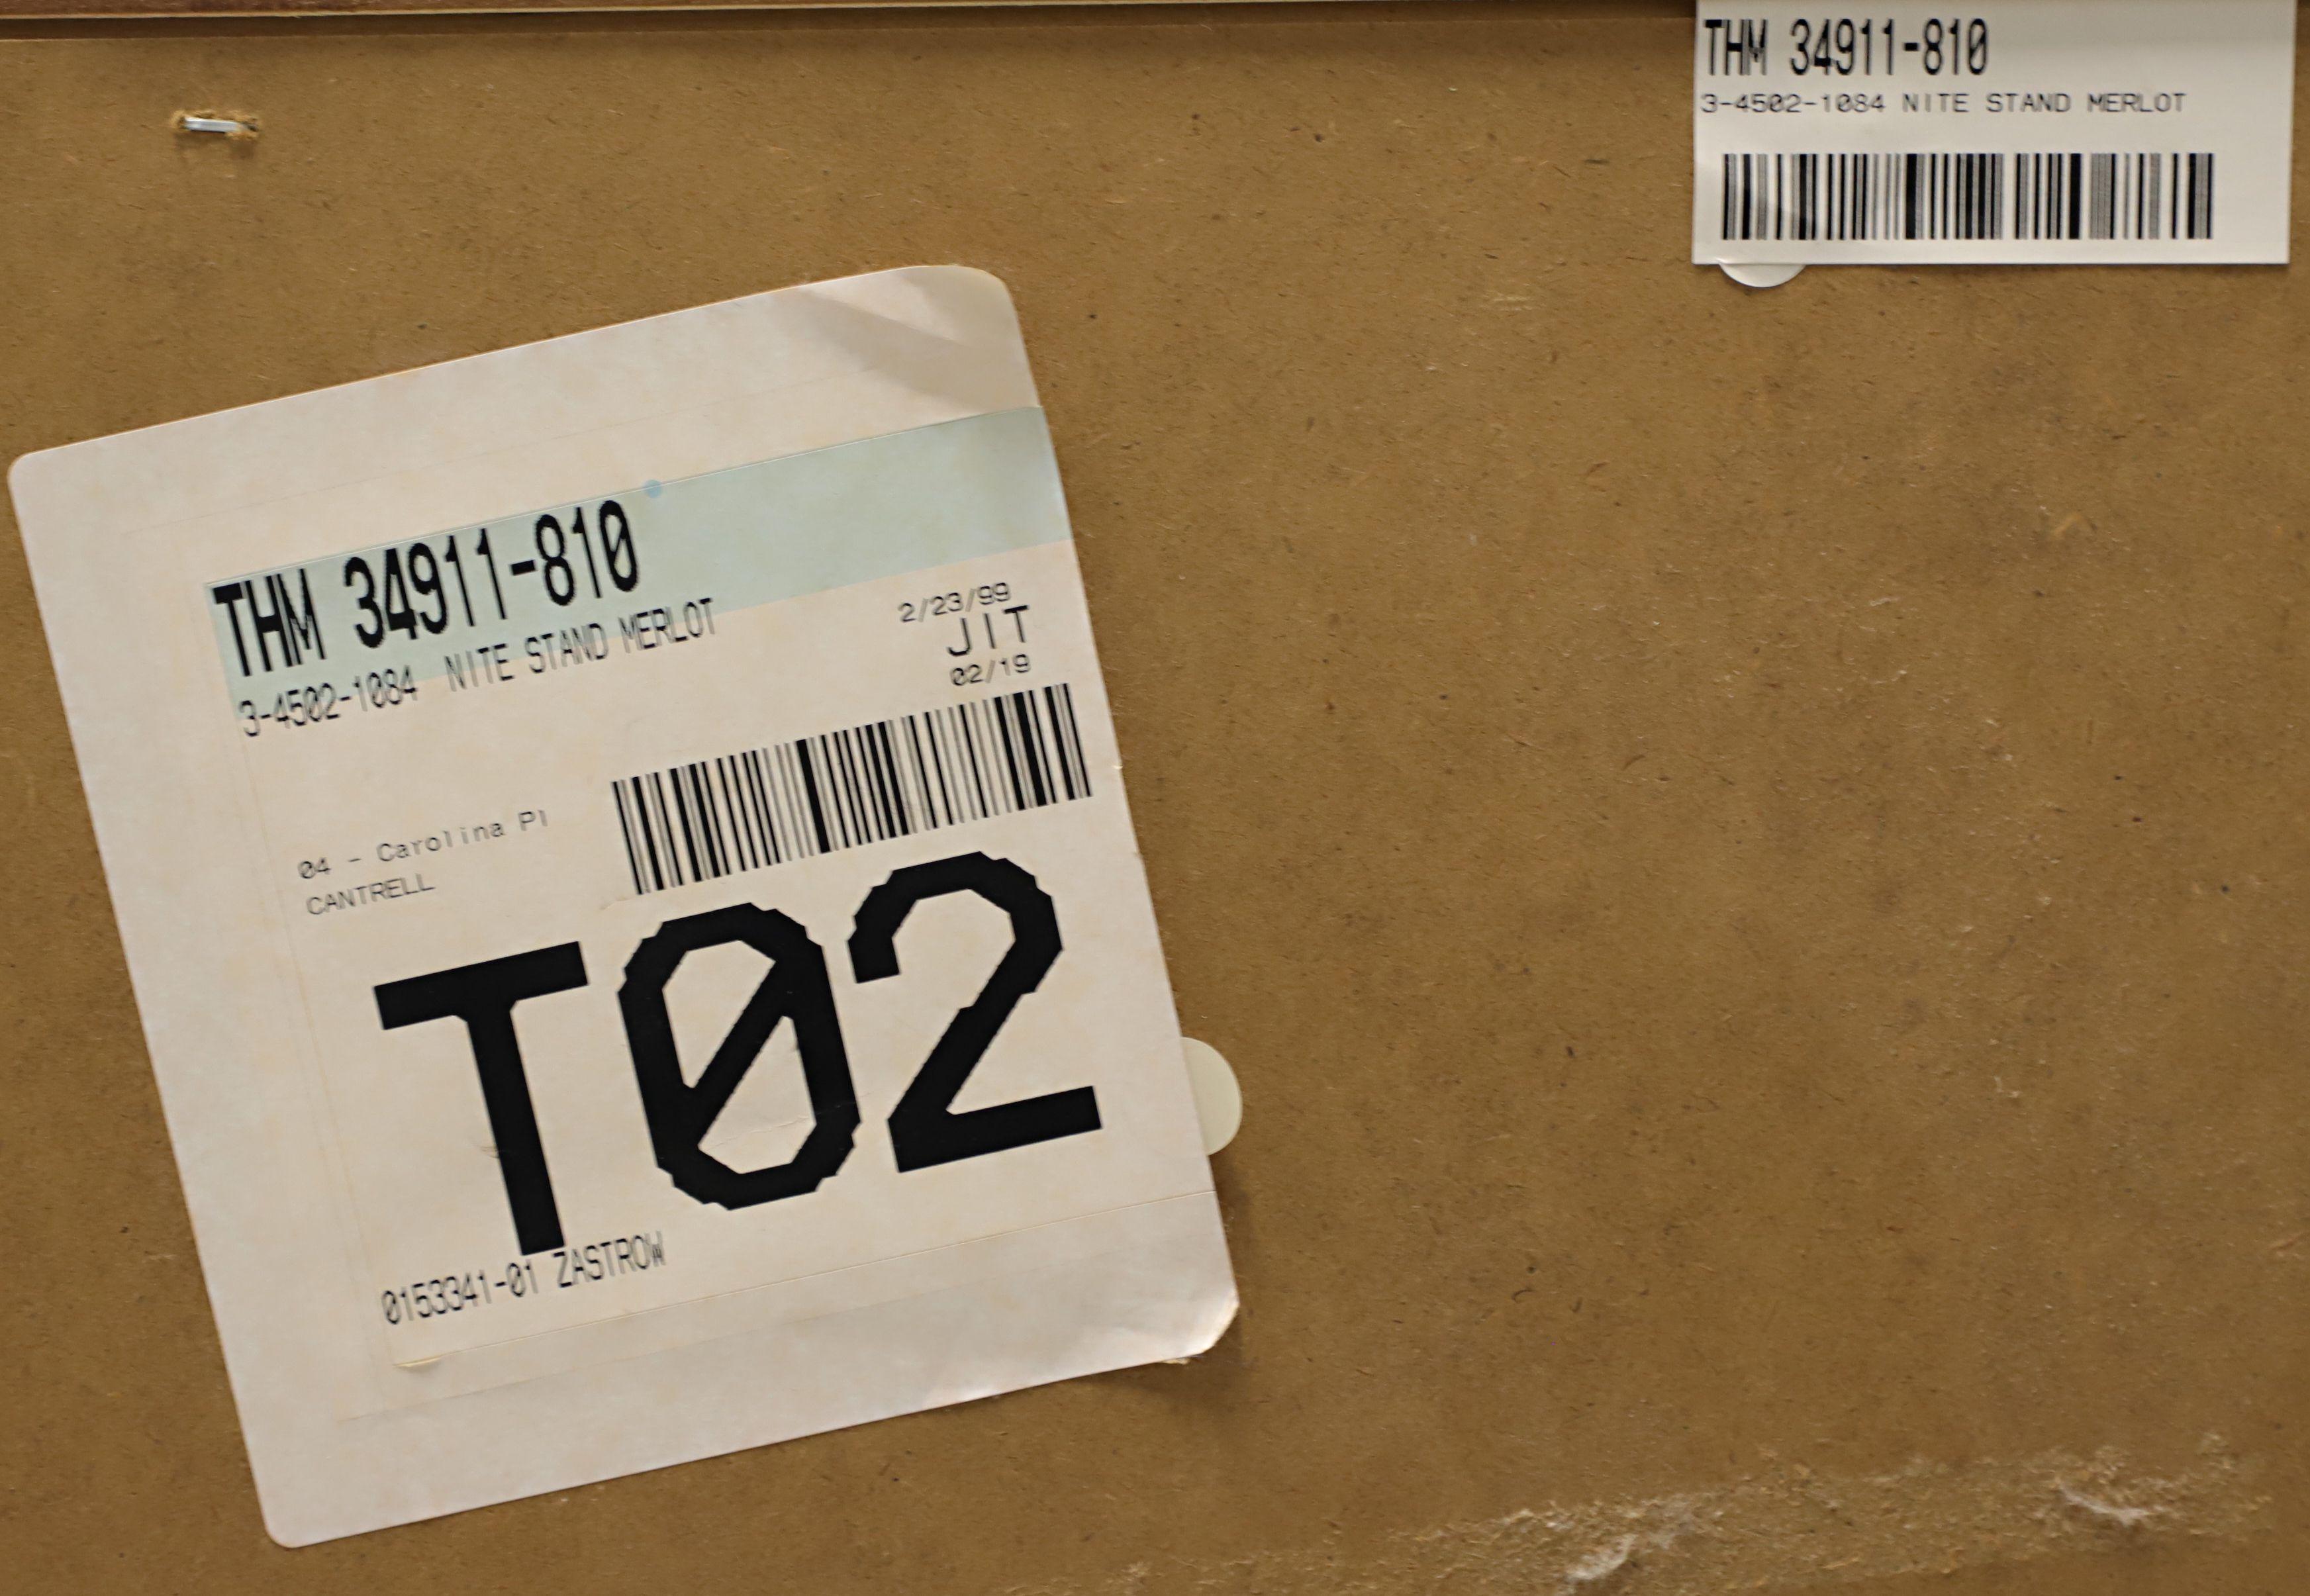 THM 34911-810
3-4502-1084 NITE STAND MERLOT
THM 34911-810
3-4502-1084 NITE STAND MERLOT
2/23/99
JIT
02/19
04 - Carolina Pl
CANTRELL
T02
0153341-01 ZASTROW